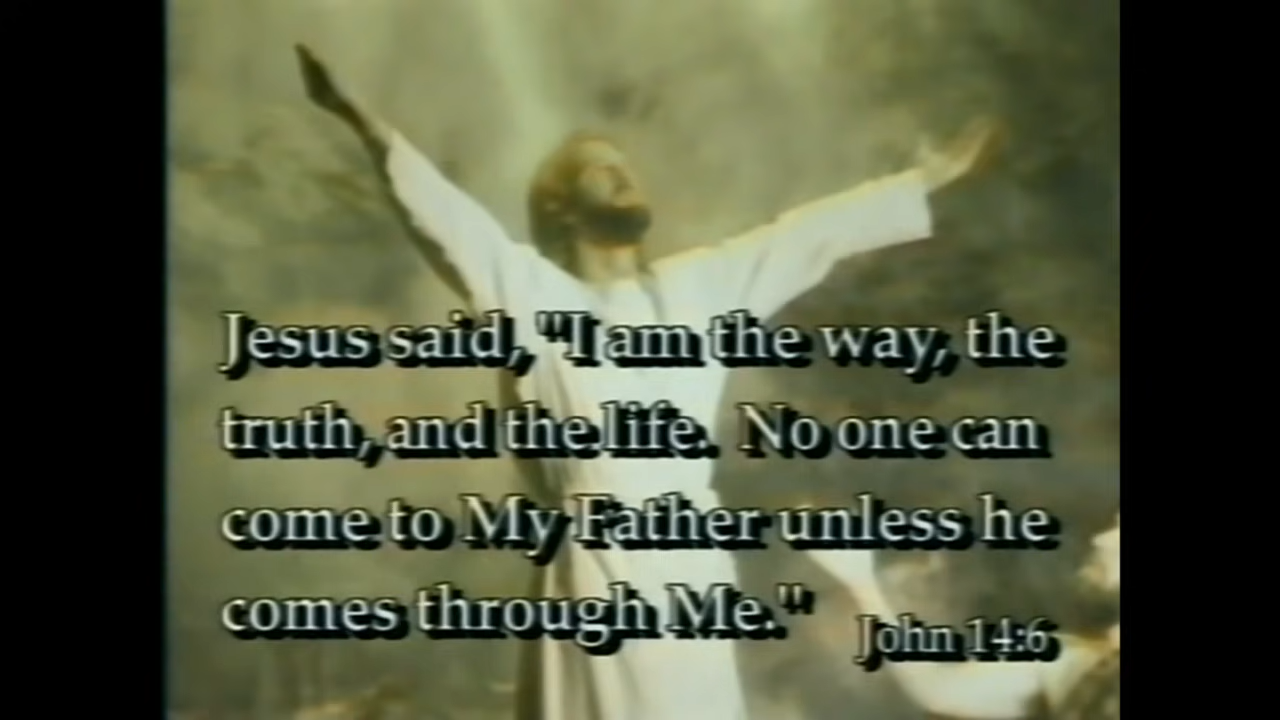 Jesus said, "I am the way, the
truth, and the life. No one can
come to My Father unless he
comes through Me."
John 14:6